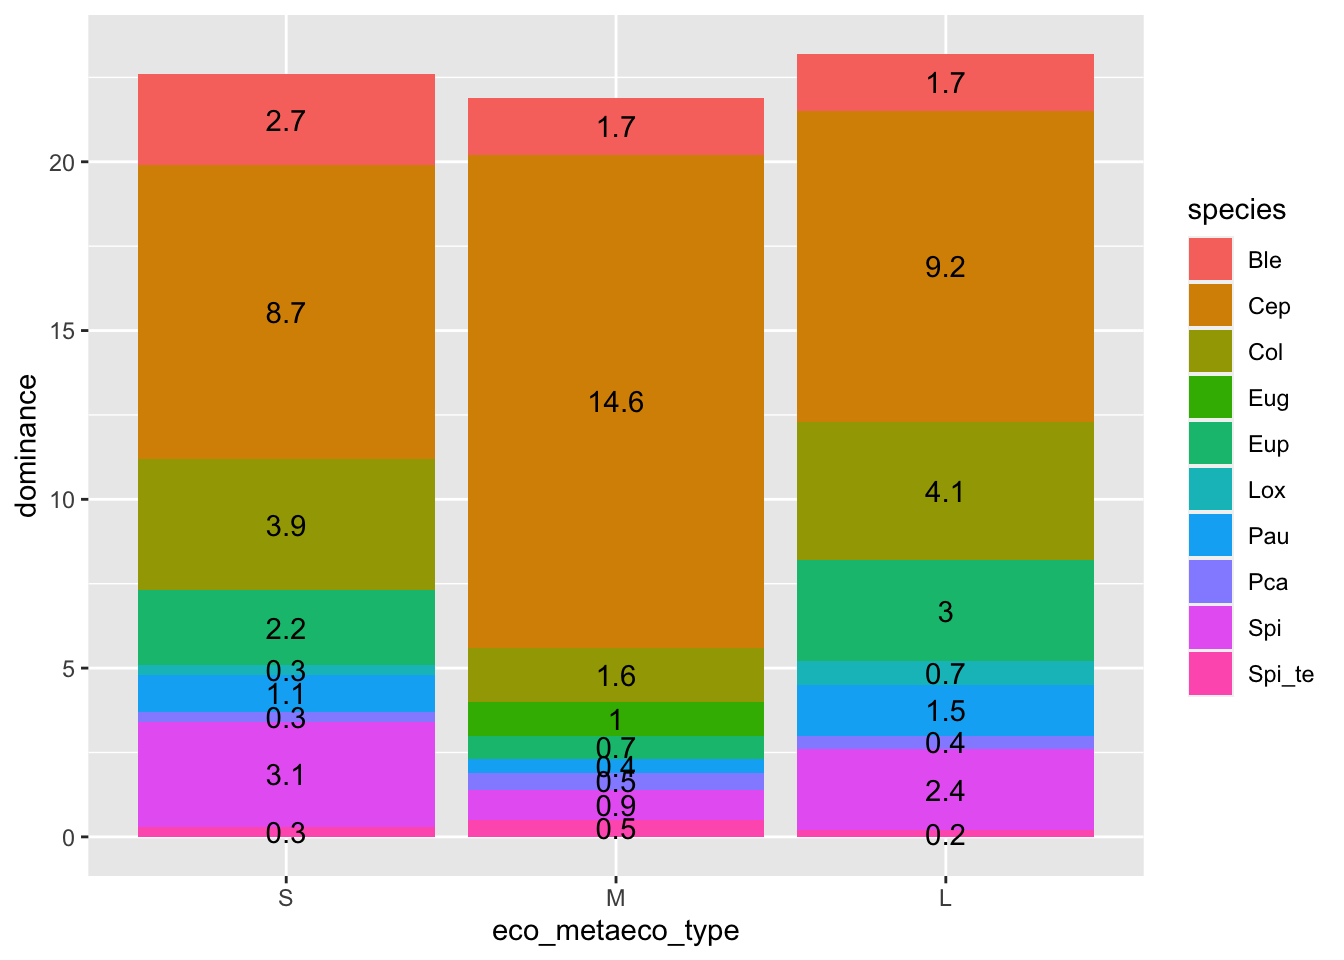 dominance
20
15
10
5
0
2.7
8.7
3.9
2.2
0.3
1.1
0.3
3.1
0.3
1.7
14.6
1.6
1
0.7
0.4
0.5
0.9
0.5
1.7
9.2
4.1
3
0.7
1.5
0.4
2.4
0.2
S
M
L
eco_metaeco_type
species
Ble
Cep
Col
Eug
Eup
Lox
Pau
Pca
Spi
Spi_te